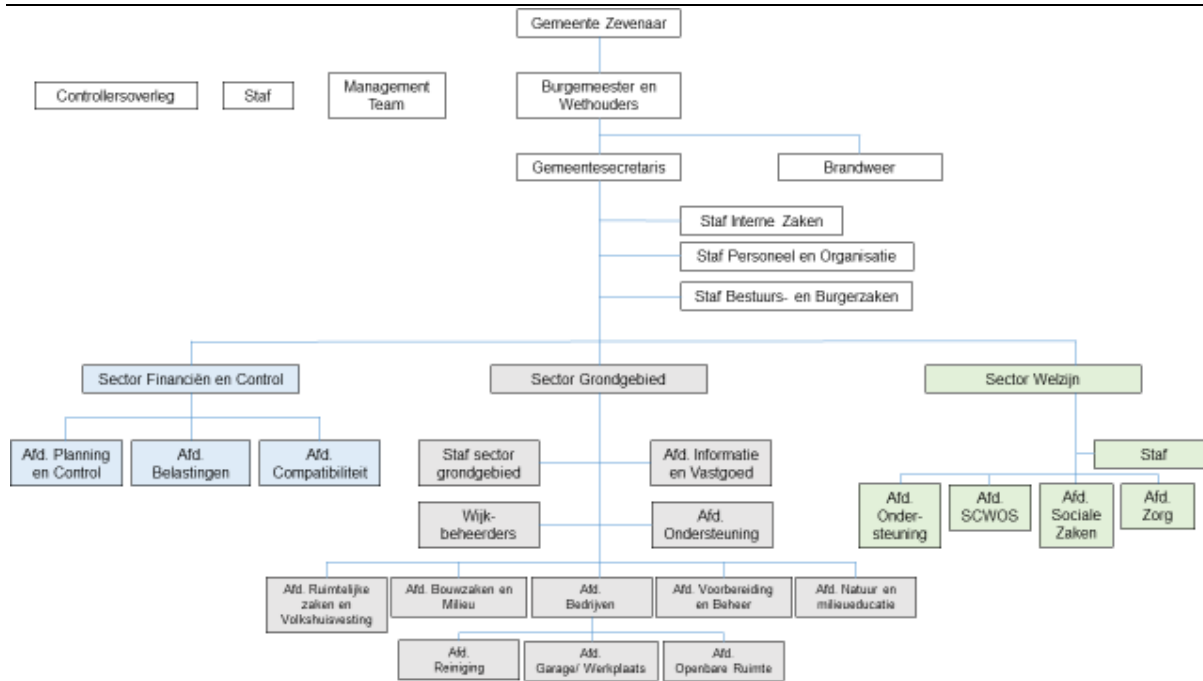 Gemeente Zevenaar
Controllersoverleg
Staf
Management
Team
Burgemeester en
Wethouders
Gemeentesecretaris
Brandweer
Staf Interne Zaken
Staf Personeel en Organisatie
Staf Bestuurs- en Burgerzaken
Sector Financiën en Control
Sector Grondgebied
Sector Welzijn
Afd. Planning
en Control
Afd.
Belastingen
Afd.
Compatibiliteit
Staf sector
grondgebied
Afd. Informatie
en Vastgoed
Staf
Wijk-
beheerders
Afd.
Ondersteuning
Afd.
Onder-
steuning
Afd.
SCWOS
Afd.
Sociale
Zaken
Afd.
Zorg
Afd. Ruimtelijke
zaken en
Volkshuisvesting
Afd. Bouwzaken en
Milieu
Afd.
Bedrijven
Afd. Voorbereiding
en Beheer
Afd. Natuur en
milieueducatie
Afd.
Reiniging
Afd.
Garage/ Werkplaats
Afd.
Openbare Ruimte